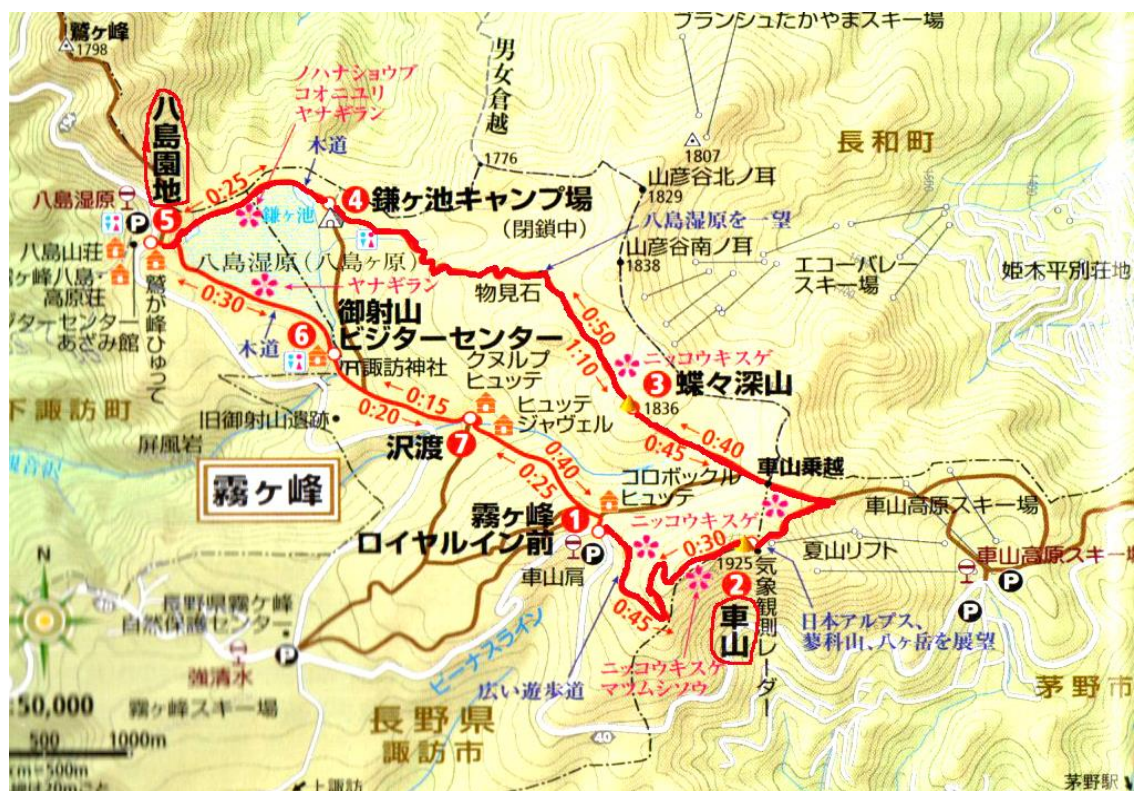 鷲ヶ峰
1798
ブランシュたかやまスキー場
男女倉越
ノハナショウブ
コオニユリ
ヤナギラン
木道
八島園地
194
0:25
1776
1807
長和町
山彦谷北ノ耳
1829
八島湿原
P
5
4
鎌ヶ池キャンプ場
(閉鎖中)
鎌ヶ池
八島湿原を一望
山彦谷南ノ耳
1838
エコーバレー
スキー場
姫木平別荘地
八島山荘
八島湿原(八島ヶ原)
ヤナギラン
物見石
ヶ峰八島・
高原荘
0:30
0:50
1:10
ジターセンター
あざみ館
鷲が峰ひゅって
木道
6
御射山
ビジターセンター
諏訪神社
クヌルプ
ヒュッテ
ニッコウキスゲ
3
蝶々深山
1836
下諏訪町
旧御射山遺跡
屏風岩
0:15
0:20
ヒュッテ
ジャヴェル
沢渡
7
0:40
0:45
車山乗越
霧ヶ峰
0:40
0:25
コロボックル
ヒュッテ
霧ヶ峰
ロイヤルイン前
1
ニッコウキスゲ
0:30
車山高原スキー場
夏山リフト
車山高原スキー場
P
車山肩
P
1925
2
車山
気象観測レーダー
0:45
日本アルプス、
蓼科山、八ヶ岳を展望
P
N
長野県霧ヶ峰
自然保護センター
P
強清水
ビーナスライン
広い遊歩道
ニッコウキスゲ
マツムシソウ
茅野市
:50,000
霧ヶ峰スキー場
長野県
諏訪市
40
500
1000m
cm=500m
上諏訪
茅野駅